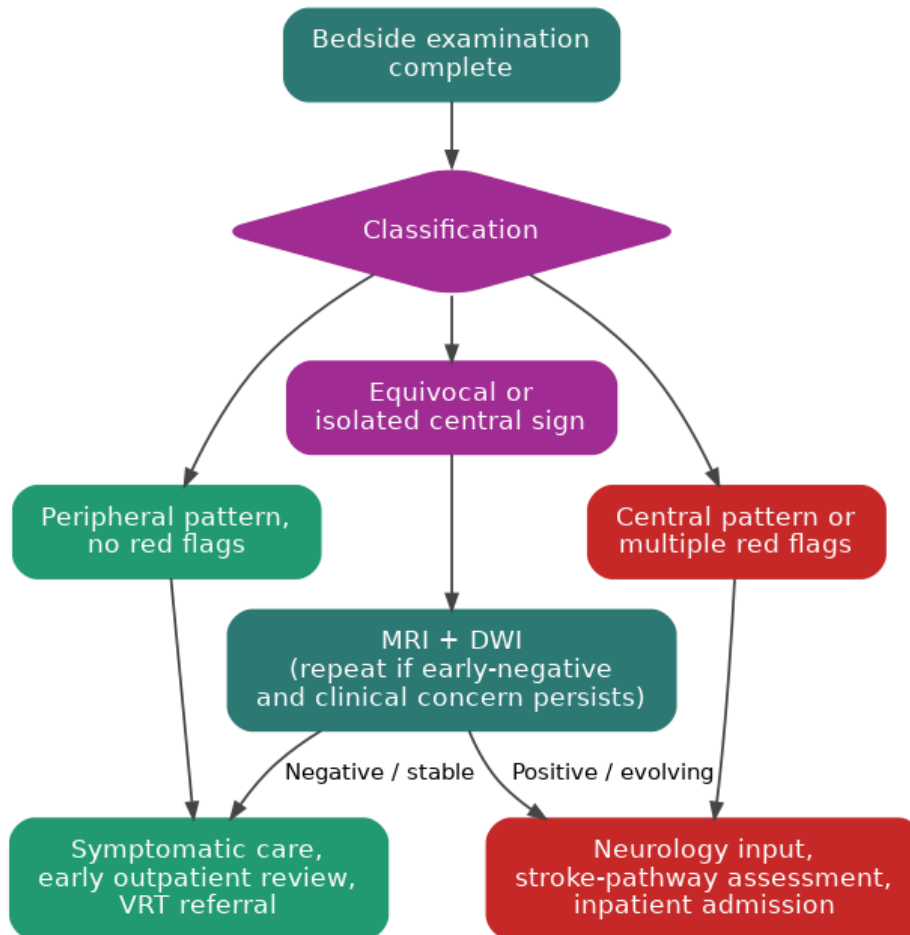 Bedside examination
complete
Classification
Equivocal or
isolated central sign
Peripheral pattern,
no red flags
Central pattern or
multiple red flags
MRI + DWI
(repeat if early-negative
and clinical concern persists)
Negative / stable
Positive / evolving
Symptomatic care,
early outpatient review,
VRT referral
Neurology input,
stroke-pathway assessment,
inpatient admission